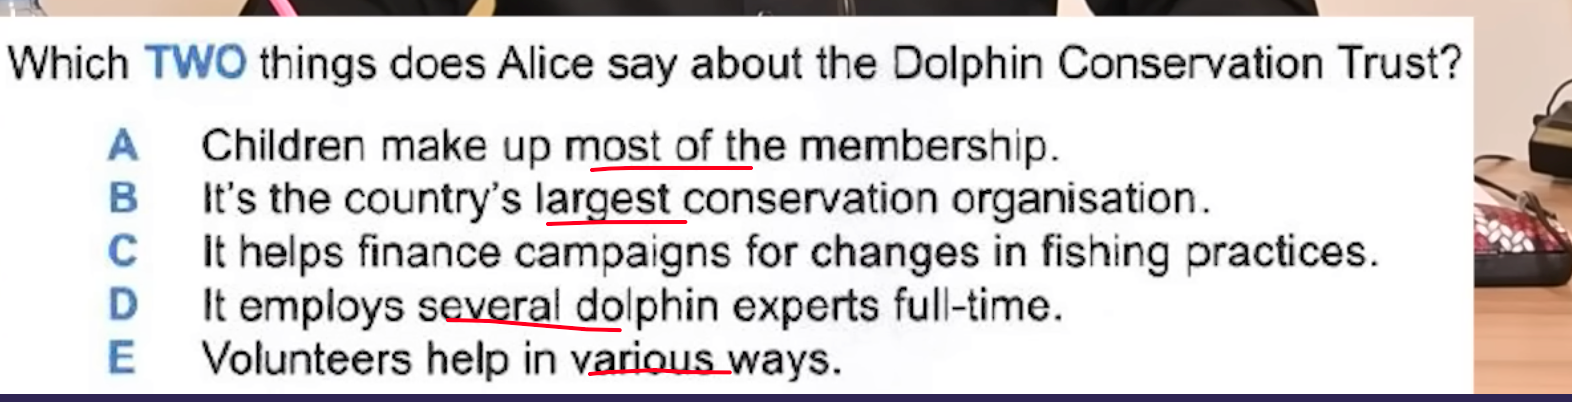 Which TWO things does Alice say about the Dolphin Conservation Trust?
A Children make up most of the membership.
B It's the country's largest conservation organisation.
C It helps finance campaigns for changes in fishing practices.
D It employs several dolphin experts full-time.
E Volunteers help in various ways.